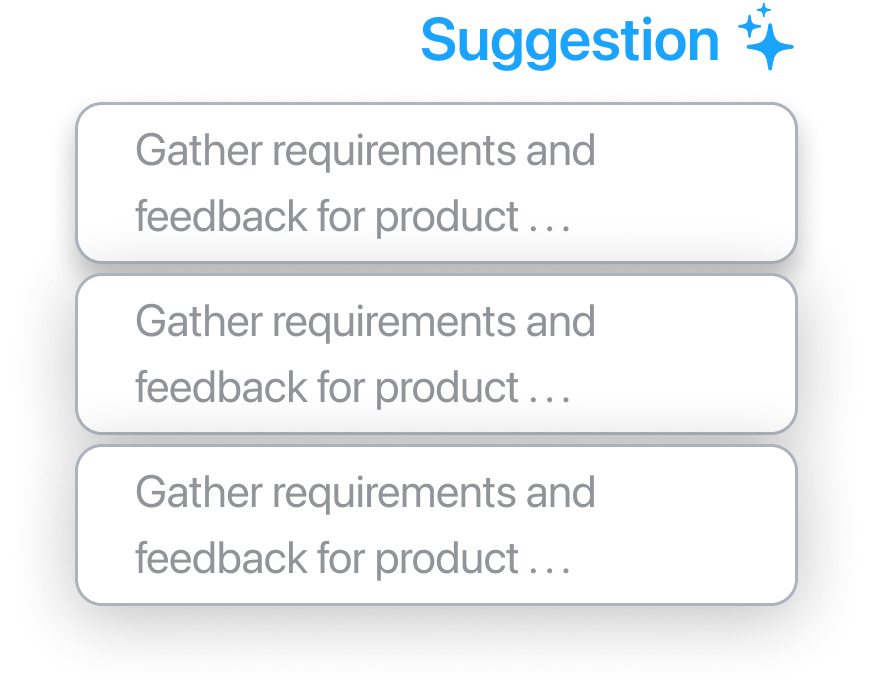 Suggestion
Gather requirements and
feedback for product . . .
Gather requirements and
feedback for product . . .
Gather requirements and
feedback for product . . .